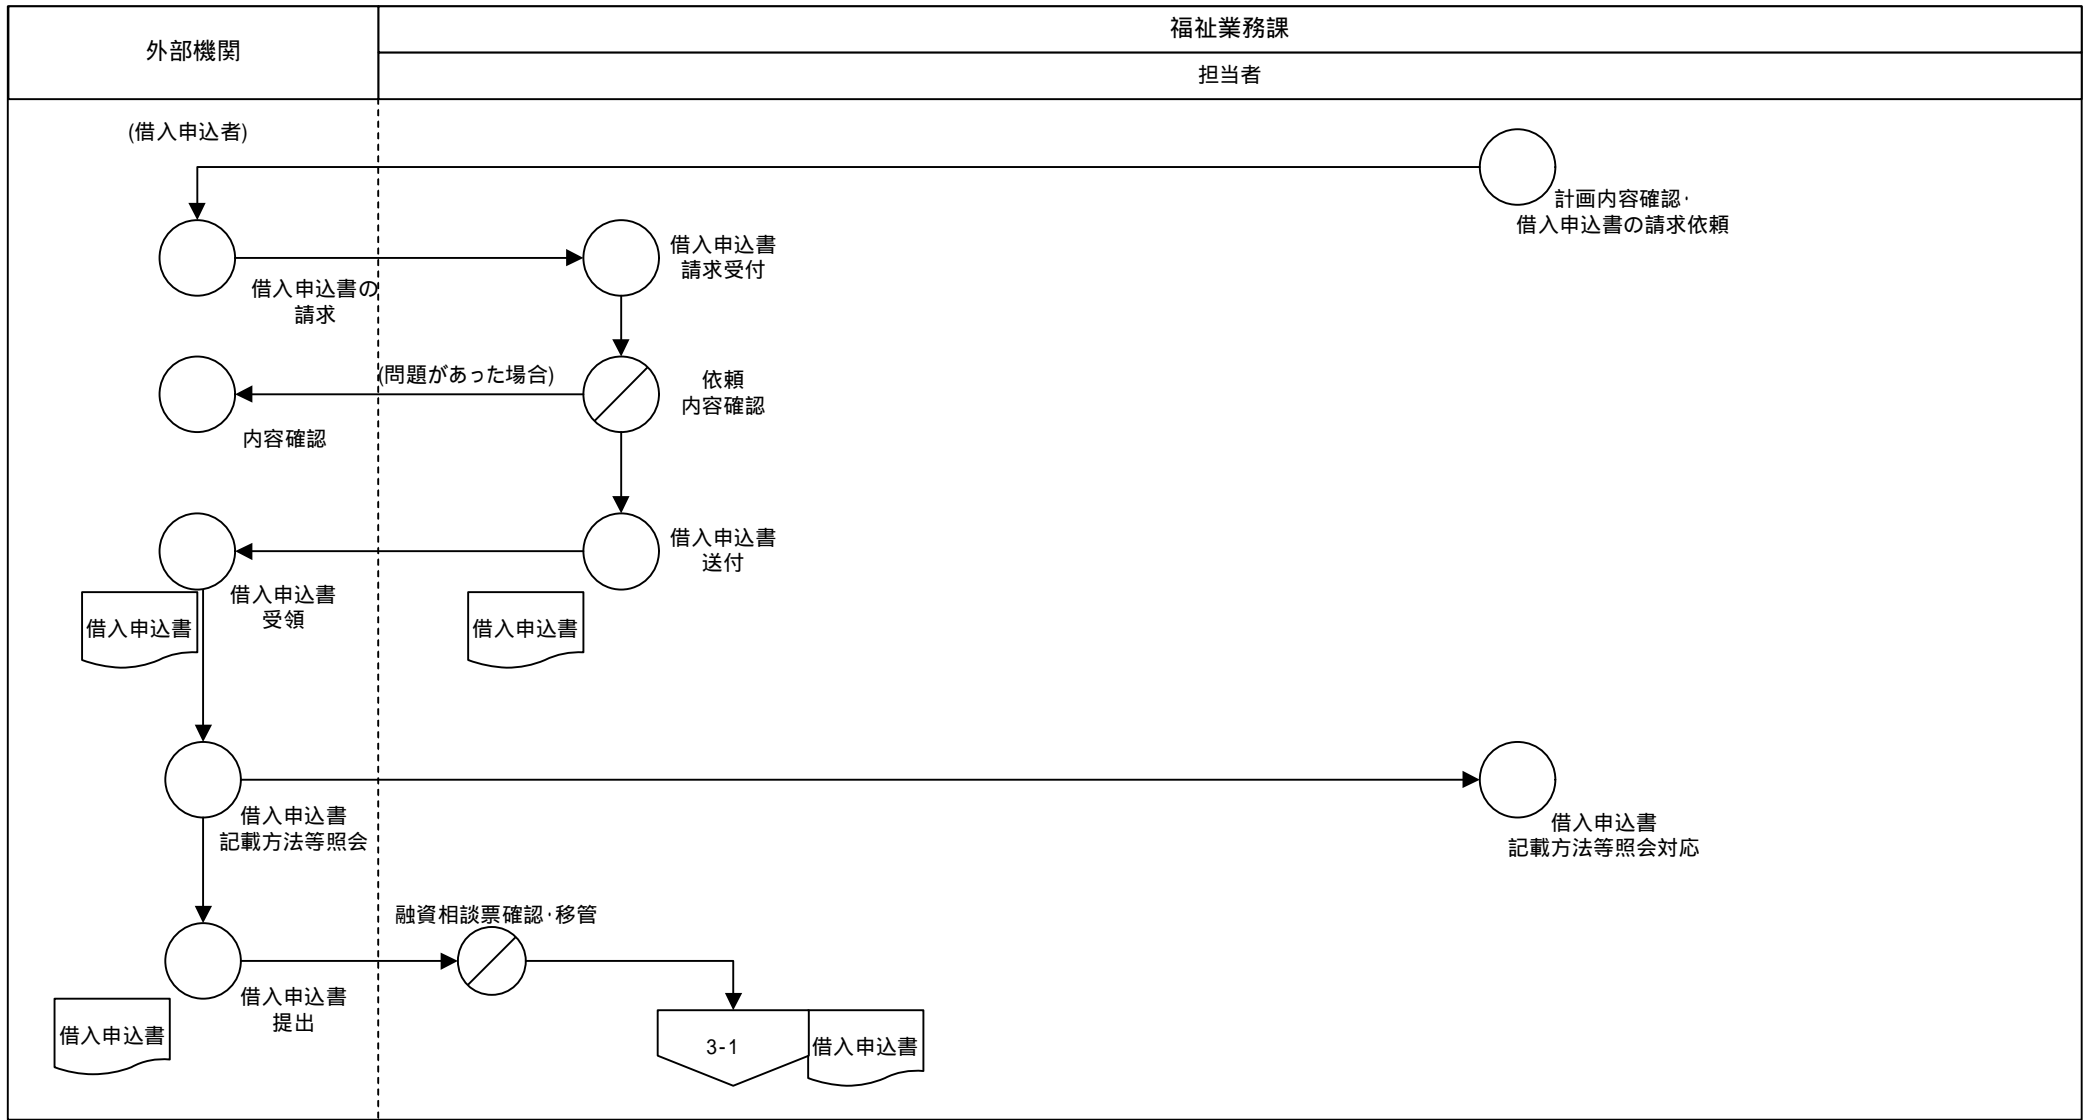 外部機関
福祉業務課
担当者
(借入申込者)
計画内容確認・
借入申込書の請求依頼
借入申込書の
請求
借入申込書
請求受付
(問題があった場合)
依頼
内容確認
内容確認
借入申込書
送付
借入申込書
受領
借入申込書
借入申込書
借入申込書
記載方法等照会
借入申込書
記載方法等照会対応
融資相談票確認・移管
借入申込書
提出
借入申込書
3-1
借入申込書